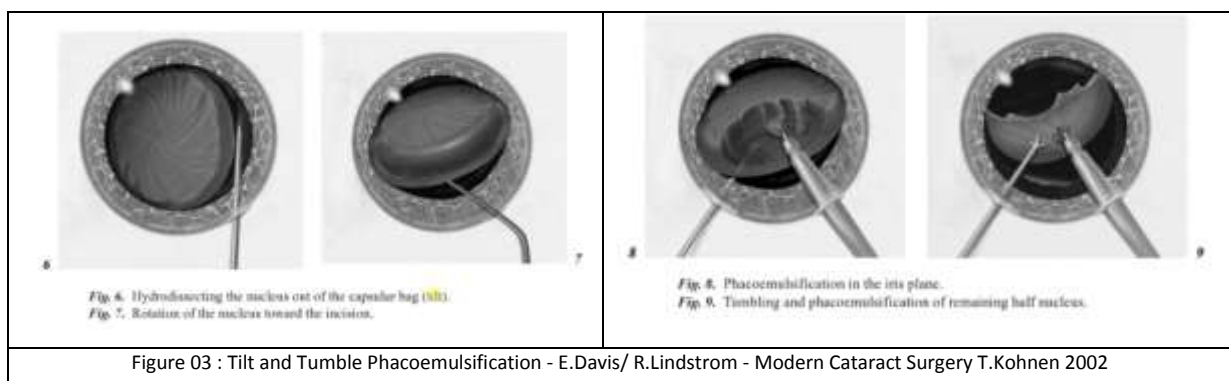 6
7
Fig. 6. Hydrodissecting the nucleus out of the capsular bag (tilt).
Fig. 7. Rotation of the nucleus toward the incision.
8
9
Fig. 8. Phacoemulsification in the iris plane.
Fig. 9. Tumbling and phacoemulsification of remaining half nucleus.
Figure 03 : Tilt and Tumble Phacoemulsification - E.Davis/ R.Lindstrom - Modern Cataract Surgery T.Kohnen 2002